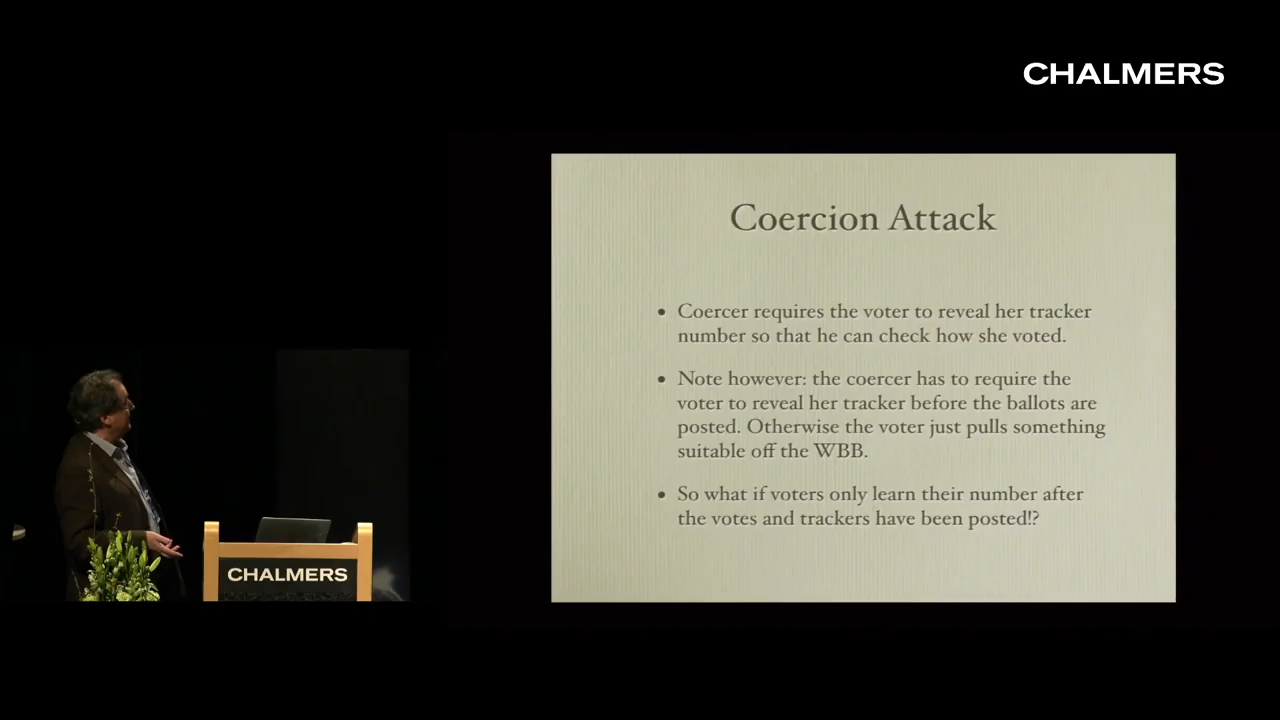 CHALMERS
Coercion Attack
• Coercer requires the voter to reveal her tracker
number so that he can check how she voted.
• Note however: the coercer has to require the
voter to reveal her tracker before the ballots are
posted. Otherwise the voter just pulls something
suitable off the WBB.
• So what if voters only learn their number after
the votes and trackers have been posted!?
CHALMERS